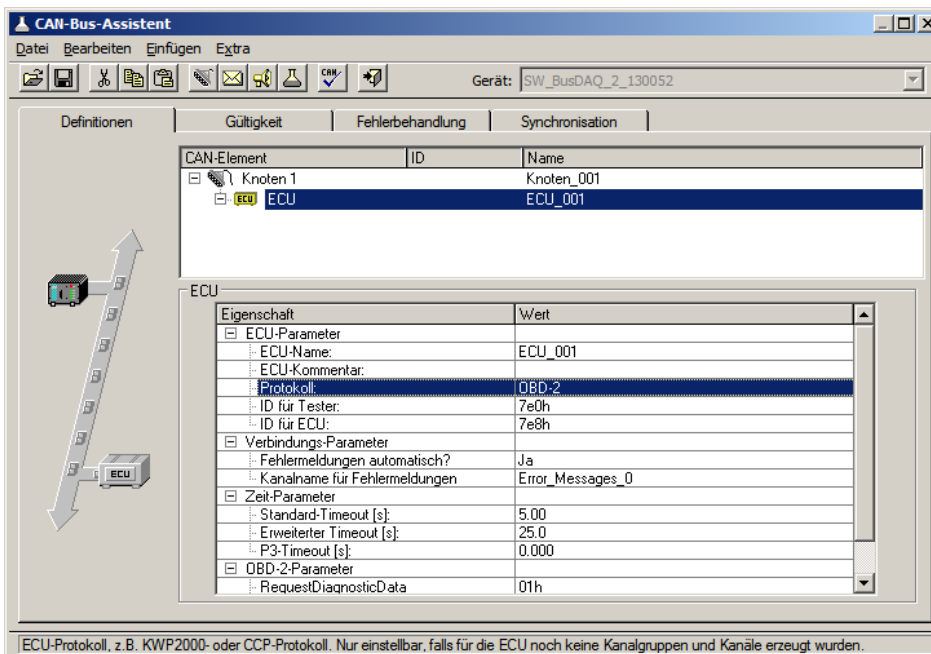 CAN-Bus-Assistent
Datei Bearbeiten Einfügen Extra
CAN Gerät: SW_BusDAQ_2_130052
Definitionen Gültigkeit Fehlerbehandlung Synchronisation
CAN-Element ID Name
Knoten 1 Knoten_001
ECU ECU ECU_001
ECU
Eigenschaft Wert
ECU-Parameter
ECU-Name: ECU_001
ECU-Kommentar:
Protokoll: OBD-2
ID für Tester: 7e0h
ID für ECU: 7e8h
Verbindungs-Parameter
Fehlermeldungen automatisch? Ja
Kanalname für Fehlermeldungen Error_Messages_0
Zeit-Parameter
Standard-Timeout [s]: 5.00
Erweiterter Timeout [s]: 25.0
P3-Timeout [s]: 0.000
OBD-2-Parameter
RequestDiagnosticData 01h
ECU
ECU-Protokoll, z.B. KWP2000- oder CCP-Protokoll. Nur einstellbar, falls für die ECU noch keine Kanalgruppen und Kanäle erzeugt wurden.